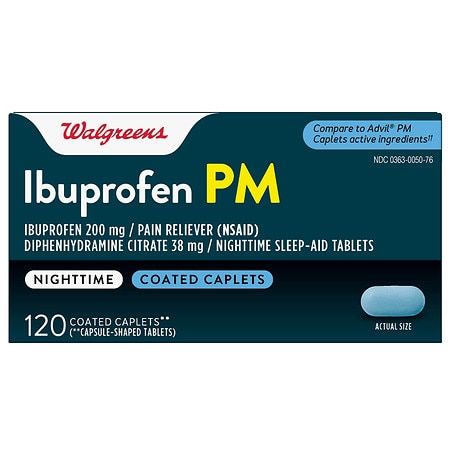 Walgreens
Compare to Advil® PM
Caplets active ingredients††
NDC 0363-0050-76
Ibuprofen PM
IBUPROFEN 200 mg / PAIN RELIEVER (NSAID)
DIPHENHYDRAMINE CITRATE 38 mg / NIGHTTIME SLEEP-AID TABLETS
NIGHTTIME
COATED CAPLETS
120 COATED CAPLETS**
(**CAPSULE-SHAPED TABLETS)
ACTUAL SIZE